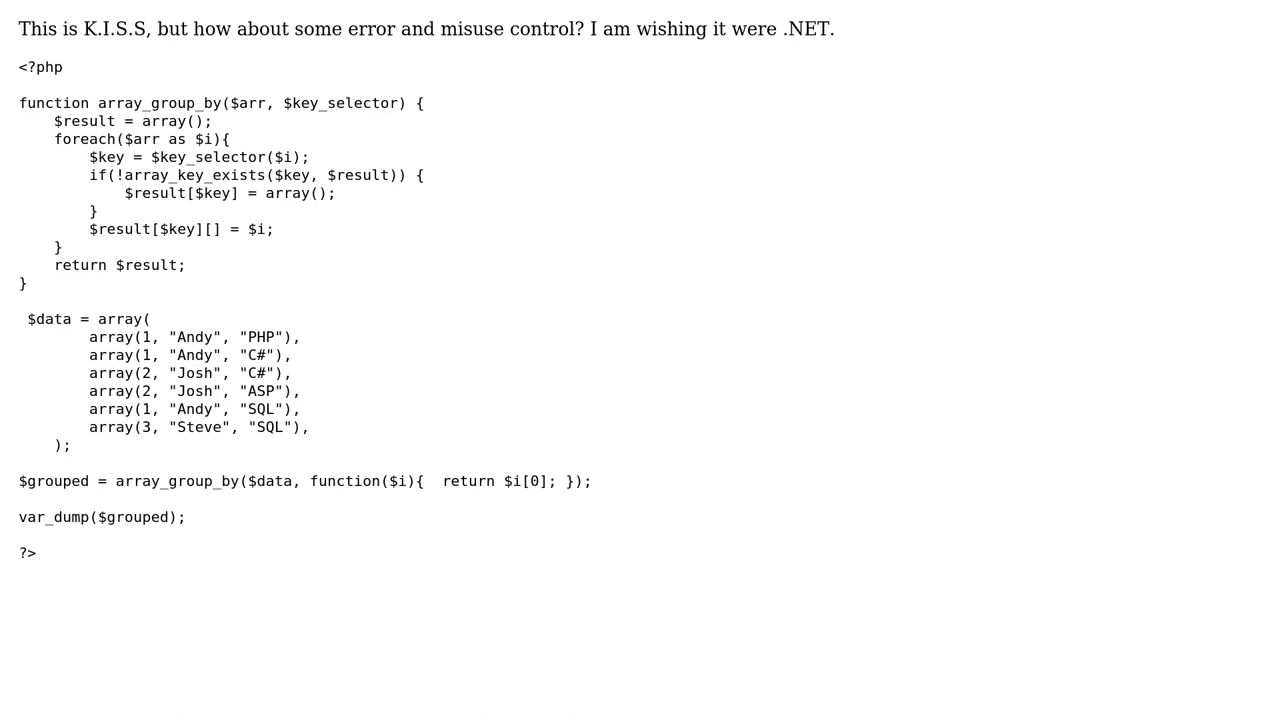 This is K.I.S.S, but how about some error and misuse control? I am wishing it were .NET.
<?php
function array_group_by($arr, $key_selector) {
    $result = array();
    foreach($arr as $i){
        $key = $key_selector($i);
        if(!array_key_exists($key, $result)) {
            $result[$key] = array();
        }
        $result[$key][] = $i;
    }
    return $result;
}
 $data = array(
        array(1, "Andy", "PHP"),
        array(1, "Andy", "C#"),
        array(2, "Josh", "C#"),
        array(2, "Josh", "ASP"),
        array(1, "Andy", "SQL"),
        array(3, "Steve", "SQL"),
    );
$grouped = array_group_by($data, function($i){  return $i[0]; });
var_dump($grouped);
?>